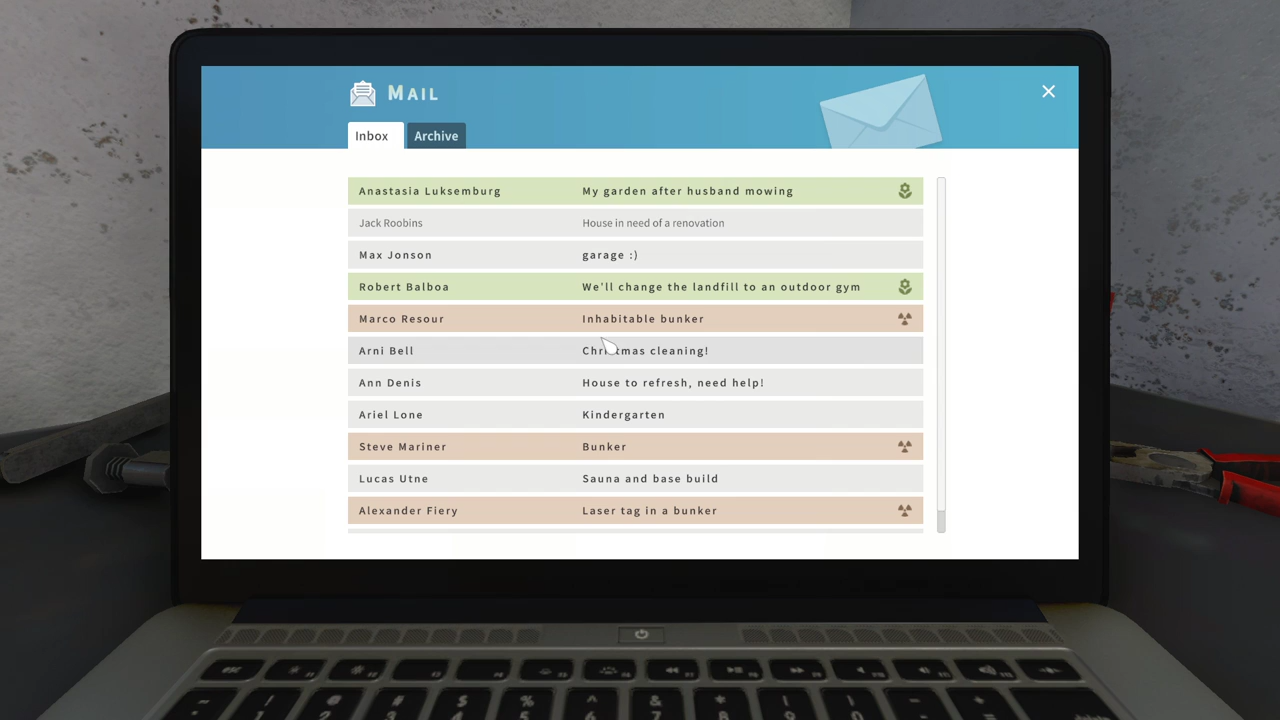 Mail
Inbox Archive
Anastasia Luksemburg My garden after husband mowing
Jack Roobins House in need of a renovation
Max Jonson garage :)
Robert Balboa We'll change the landfill to an outdoor gym
Marco Resour Inhabitable bunker
Arni Bell Christmas cleaning!
Ann Denis House to refresh, need help!
Ariel Lone Kindergarten
Steve Mariner Bunker
Lucas Utne Sauna and base build
Alexander Fiery Laser tag in a bunker